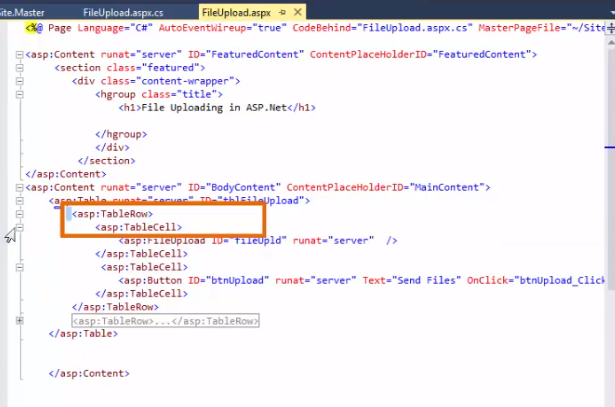 Site.Master FileUpload.aspx.cs FileUpload.aspx
<%@ Page Language="C#" AutoEventWireup="true" CodeBehind="FileUpload.aspx.cs" MasterPageFile="~/Site
<asp:Content runat="server" ID="FeaturedContent" ContentPlaceHolderID="FeaturedContent">
<section class="featured">
<div class="content-wrapper">
<hgroup class="title">
<h1>File Uploading in ASP.Net</h1>
</hgroup>
</div>
</section>
</asp:Content>
<asp:Content runat="server" ID="BodyContent" ContentPlaceHolderID="MainContent">
<asp:Table runat="server" ID="tblFileUpload">
<asp:TableRow>
<asp:TableCell>
<asp:FileUpload ID="fileUpld" runat="server" />
</asp:TableCell>
<asp:TableCell>
<asp:Button ID="btnUpload" runat="server" Text="Send Files" OnClick="btnUpload_Click
</asp:TableCell>
</asp:TableRow>
<asp:TableRow>...</asp:TableRow>
</asp:Table>
</asp:Content>